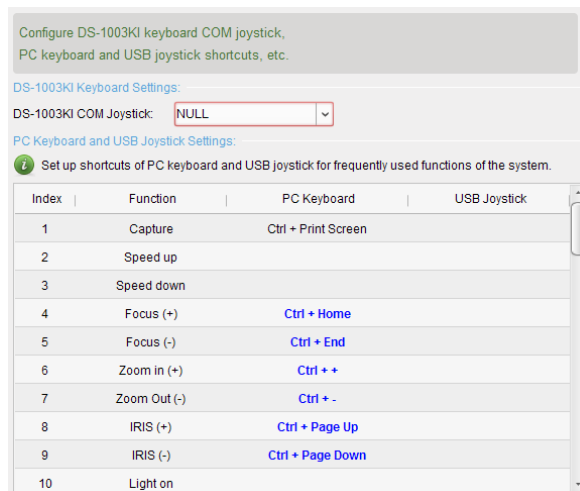 Configure DS-1003KI keyboard COM joystick,
PC keyboard and USB joystick shortcuts, etc.
DS-1003KI Keyboard Settings:
DS-1003KI COM Joystick: NULL
PC Keyboard and USB Joystick Settings:
Set up shortcuts of PC keyboard and USB joystick for frequently used functions of the system.
Index Function PC Keyboard USB Joystick
1 Capture Ctrl + Print Screen
2 Speed up
3 Speed down
4 Focus (+) Ctrl + Home
5 Focus (-) Ctrl + End
6 Zoom in (+) Ctrl + +
7 Zoom Out (-) Ctrl + -
8 IRIS (+) Ctrl + Page Up
9 IRIS (-) Ctrl + Page Down
10 Light on